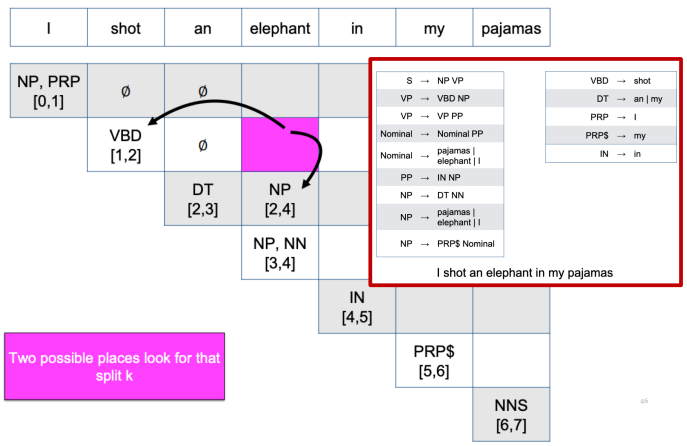 I shot an elephant in my pajamas
NP, PRP
[0,1]
ø
ø
VBD
[1,2]
ø
DT
[2,3]
NP
[2,4]
NP, NN
[3,4]
IN
[4,5]
PRP$
[5,6]
NNS
[6,7]
S → NP VP
VP → VBD NP
VP → VP PP
Nominal → Nominal PP
Nominal → pajamas |
elephant | I
PP → IN NP
NP → DT NN
NP → pajamas |
elephant | I
NP → PRP$ Nominal
VBD → shot
DT → an | my
PRP → I
PRP$ → my
IN → in
I shot an elephant in my pajamas
Two possible places look for that
split k
46